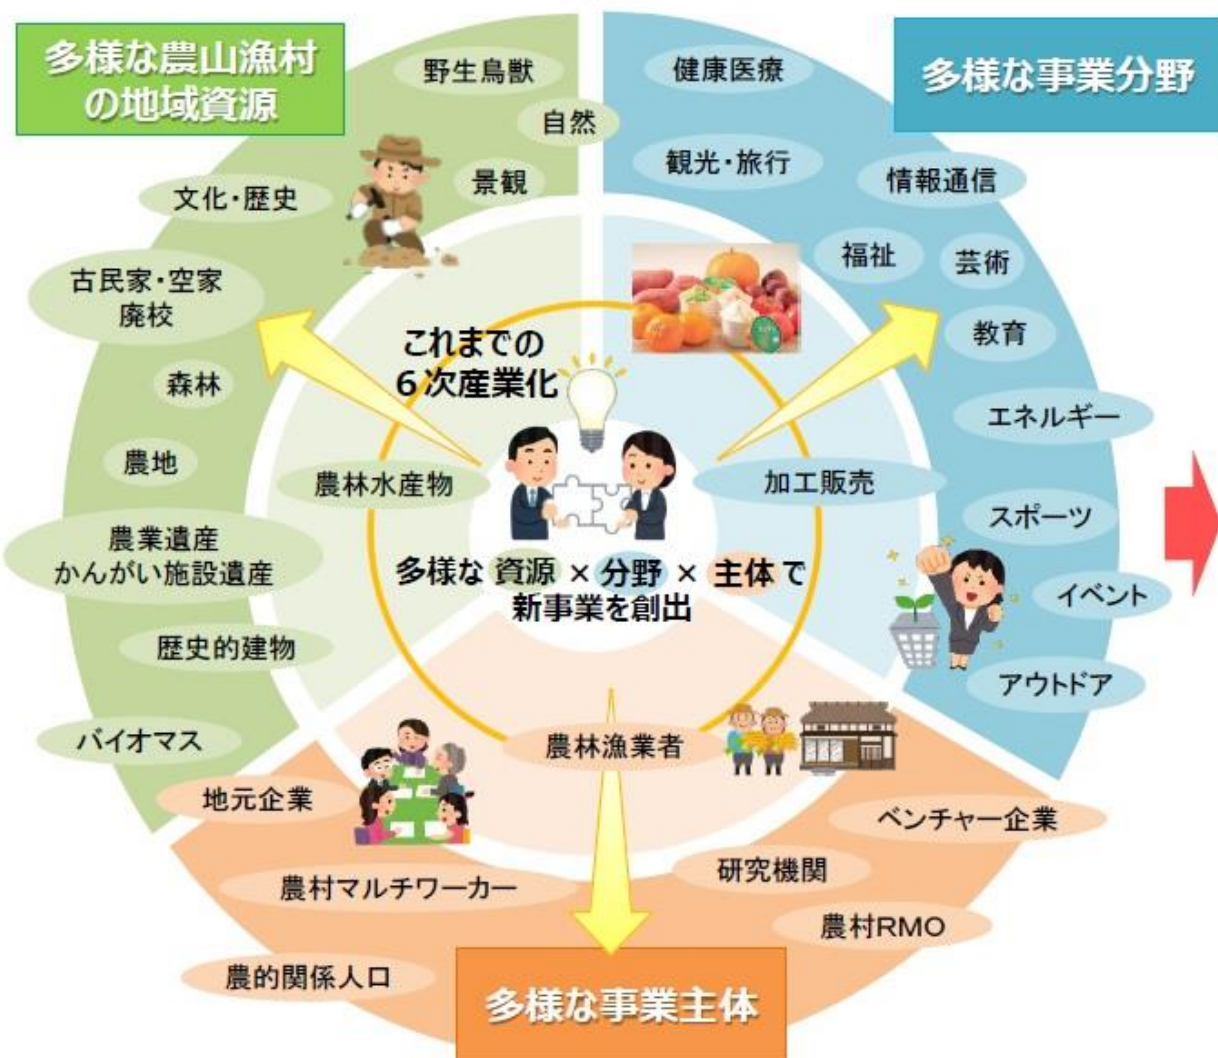 多様な農山漁村
の地域資源
野生鳥獣
自然
景観
文化・歴史
古民家・空家
廃校
森林
農地
農業遺産
かんがい施設遺産
歴史的建物
バイオマス
多様な事業分野
健康医療
観光・旅行
情報通信
福祉
芸術
教育
エネルギー
スポーツ
イベント
アウトドア
これまでの
６次産業化
農林水産物
加工販売
多様な 資源 × 分野 × 主体 で
新事業を創出
農林漁業者
地元企業
ベンチャー企業
農村マルチワーカー
研究機関
農村RMO
農的関係人口
多様な事業主体